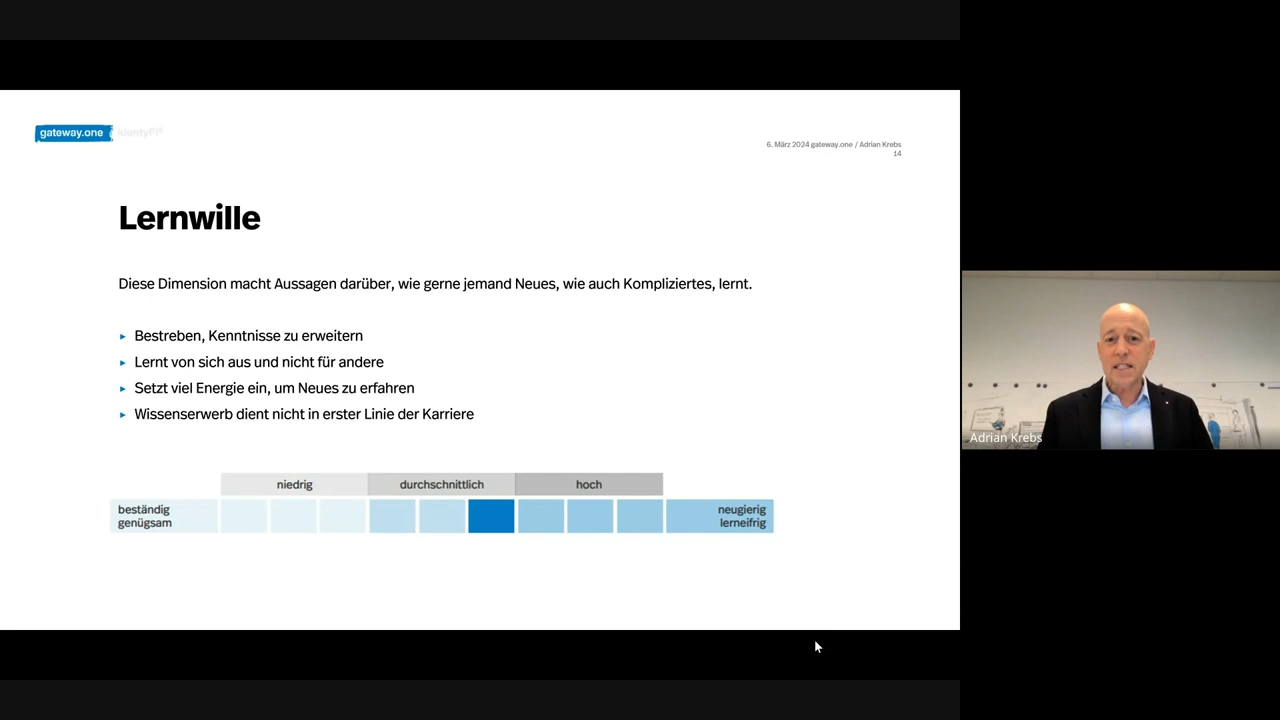 gateway.one identyFI®
6. März 2024 gateway.one / Adrian Krebs
14
Lernwille
Diese Dimension macht Aussagen darüber, wie gerne jemand Neues, wie auch Kompliziertes, lernt.
▸ Bestreben, Kenntnisse zu erweitern
▸ Lernt von sich aus und nicht für andere
▸ Setzt viel Energie ein, um Neues zu erfahren
▸ Wissenserwerb dient nicht in erster Linie der Karriere
niedrig durchschnittlich hoch
beständig neugierig
genügsam lerneifrig
Adrian Krebs